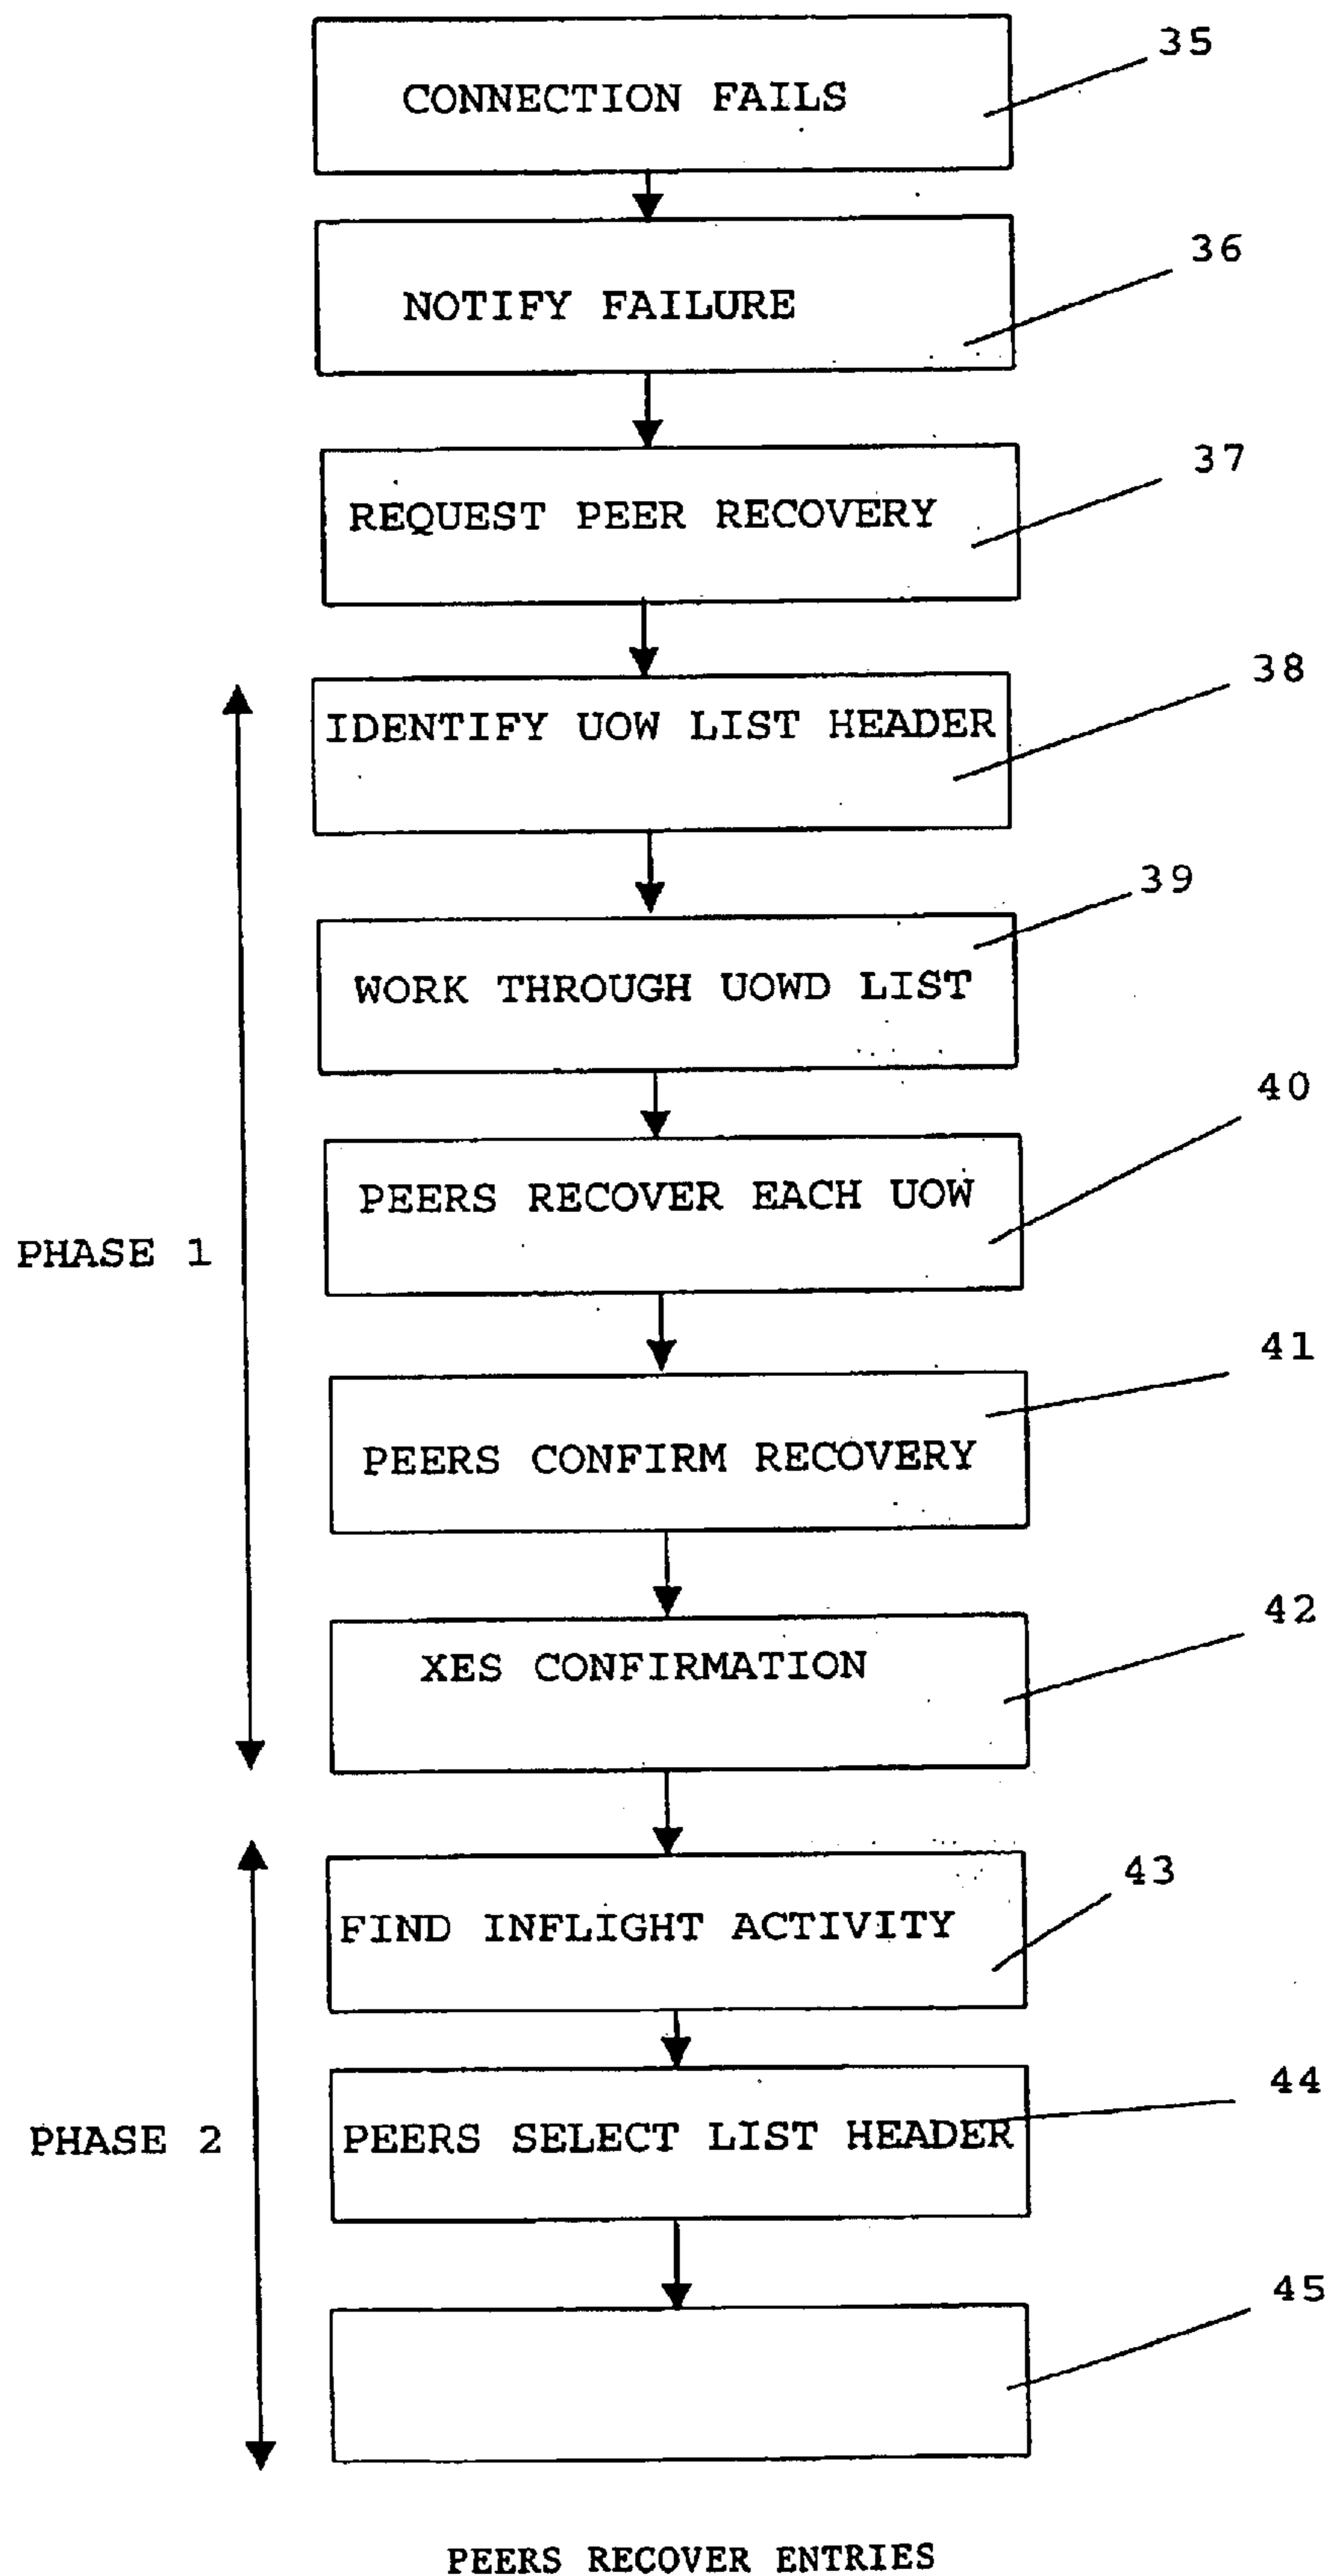 CONNECTION FAILS
35
NOTIFY FAILURE
36
REQUEST PEER RECOVERY
37
IDENTIFY UOW LIST HEADER
38
WORK THROUGH UOWD LIST
39
PEERS RECOVER EACH UOW
40
PHASE 1
PEERS CONFIRM RECOVERY
41
XES CONFIRMATION
42
FIND INFLIGHT ACTIVITY
43
PHASE 2
PEERS SELECT LIST HEADER
44
45
PEERS RECOVER ENTRIES